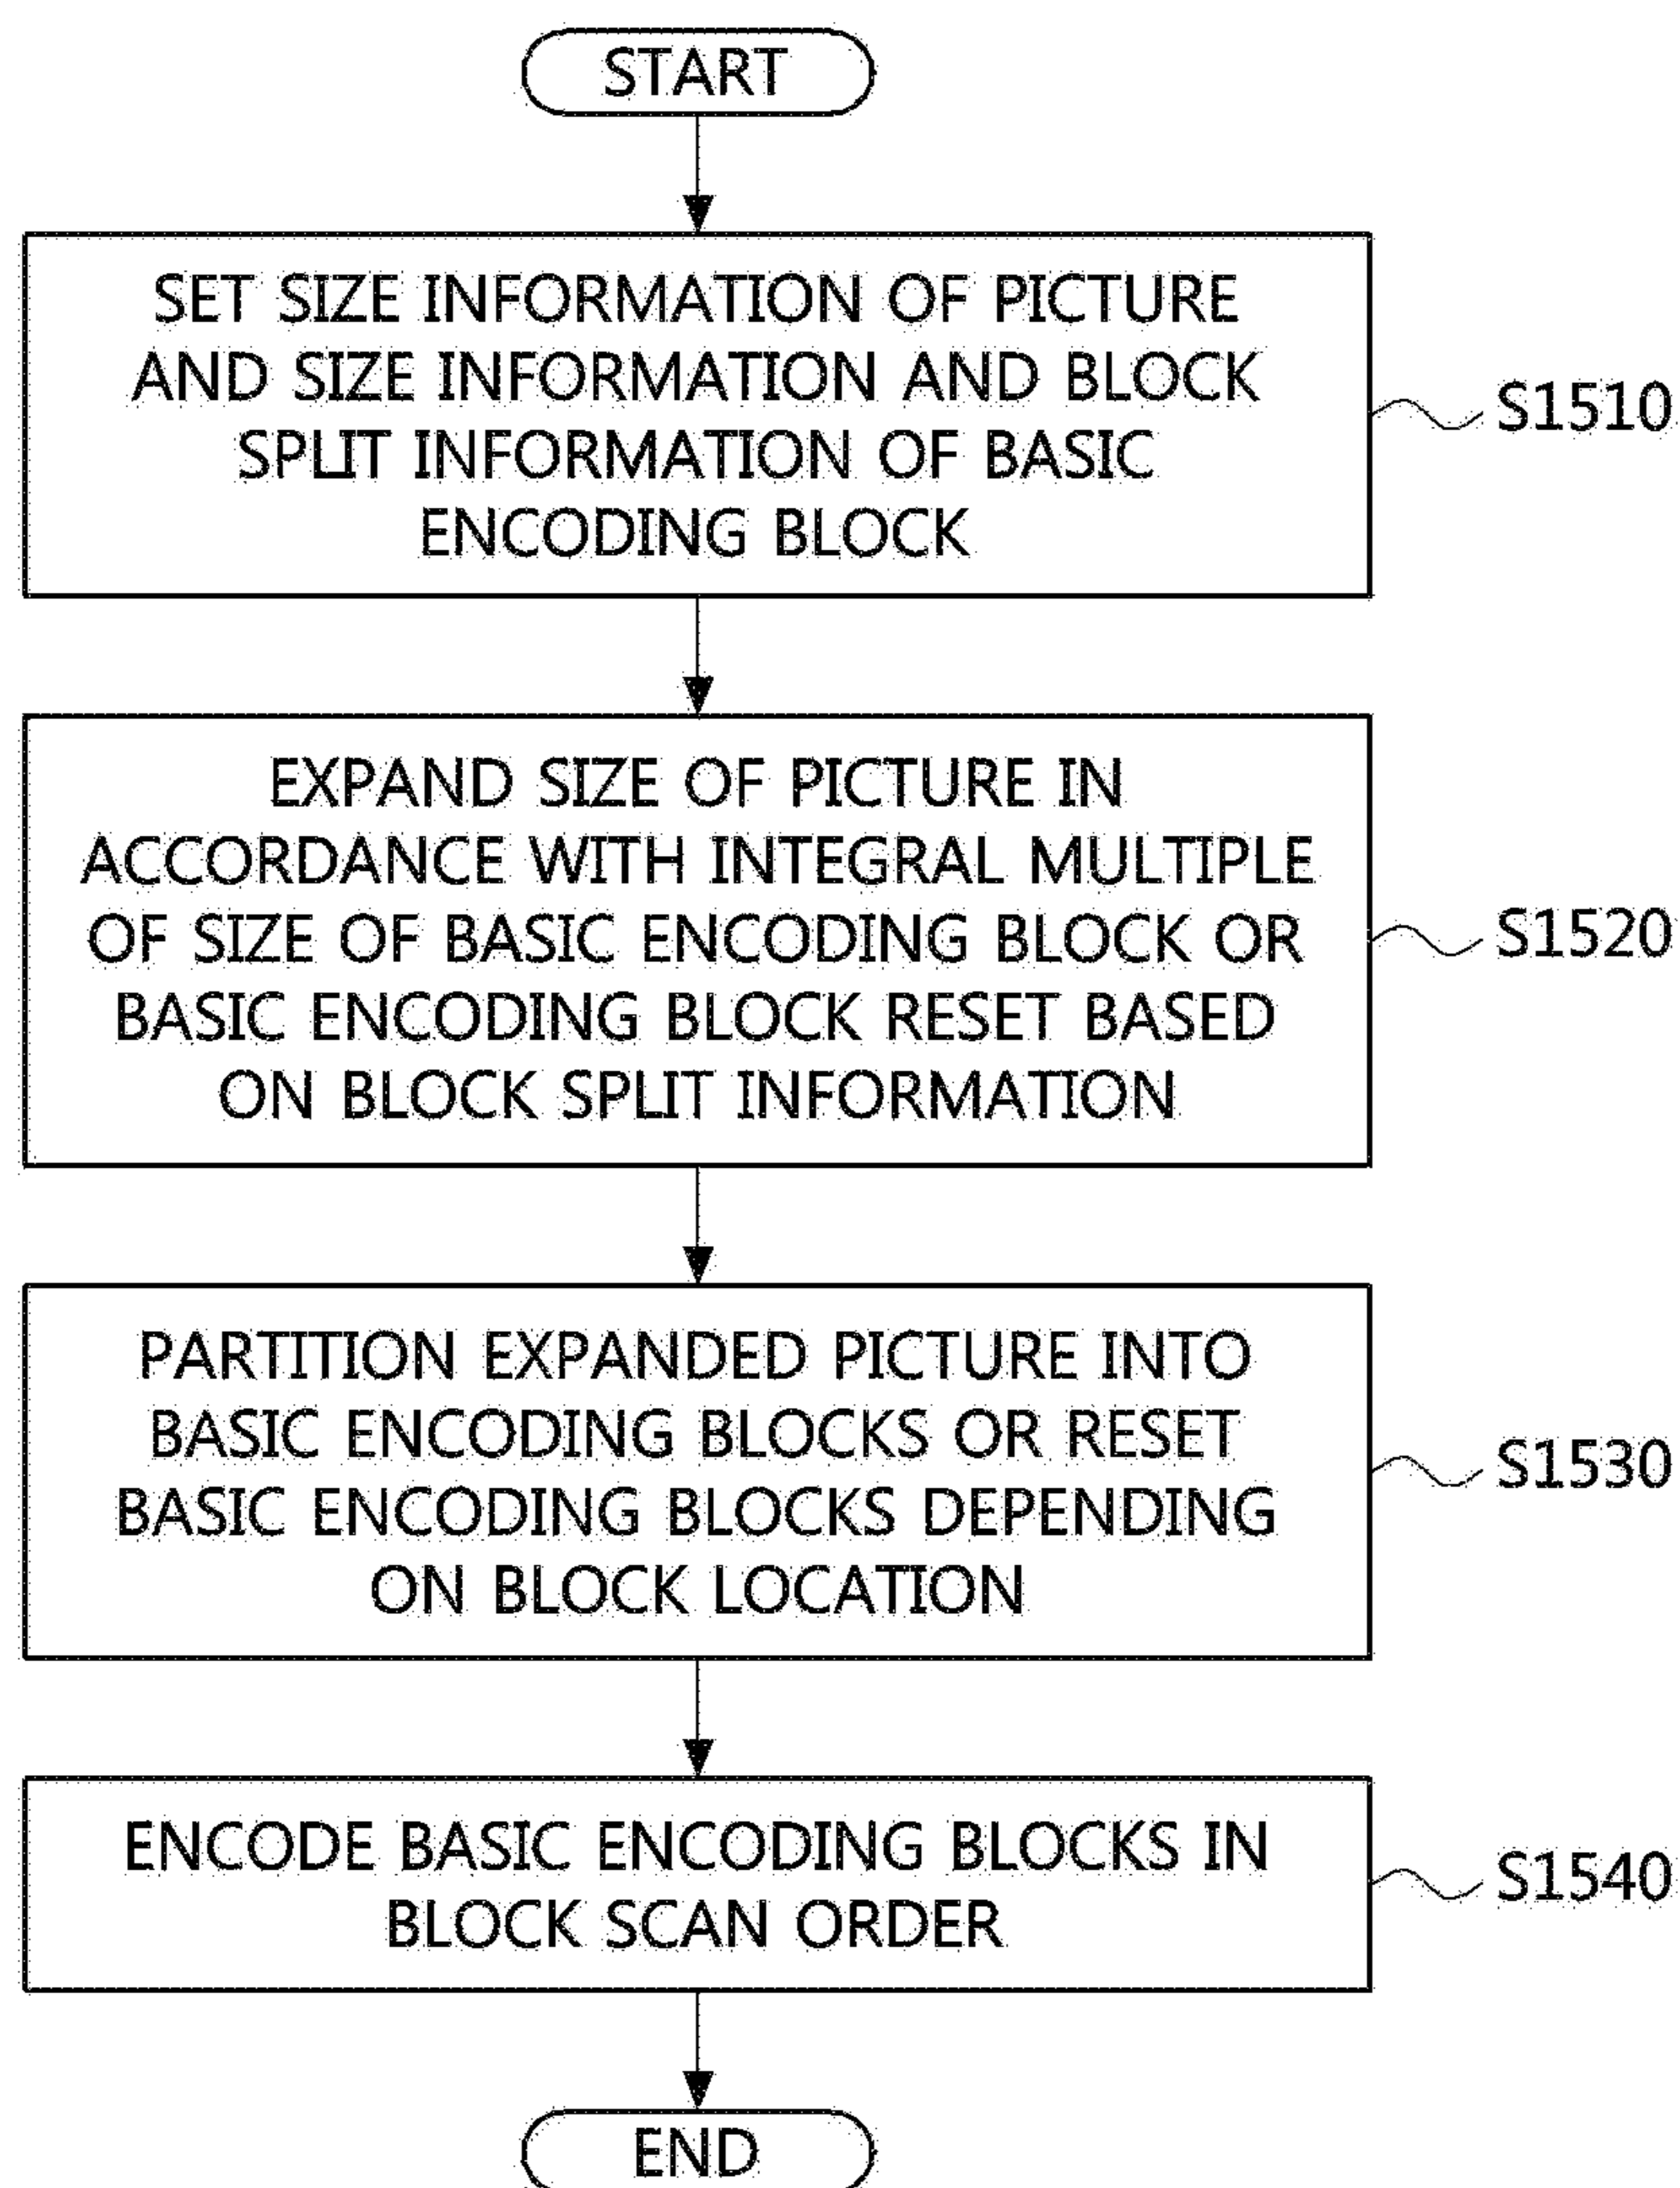 START
SET SIZE INFORMATION OF PICTURE
AND SIZE INFORMATION AND BLOCK
SPLIT INFORMATION OF BASIC
ENCODING BLOCK
S1510
EXPAND SIZE OF PICTURE IN
ACCORDANCE WITH INTEGRAL MULTIPLE
OF SIZE OF BASIC ENCODING BLOCK OR
BASIC ENCODING BLOCK RESET BASED
ON BLOCK SPLIT INFORMATION
S1520
PARTITION EXPANDED PICTURE INTO
BASIC ENCODING BLOCKS OR RESET
BASIC ENCODING BLOCKS DEPENDING
ON BLOCK LOCATION
S1530
ENCODE BASIC ENCODING BLOCKS IN
BLOCK SCAN ORDER
S1540
END